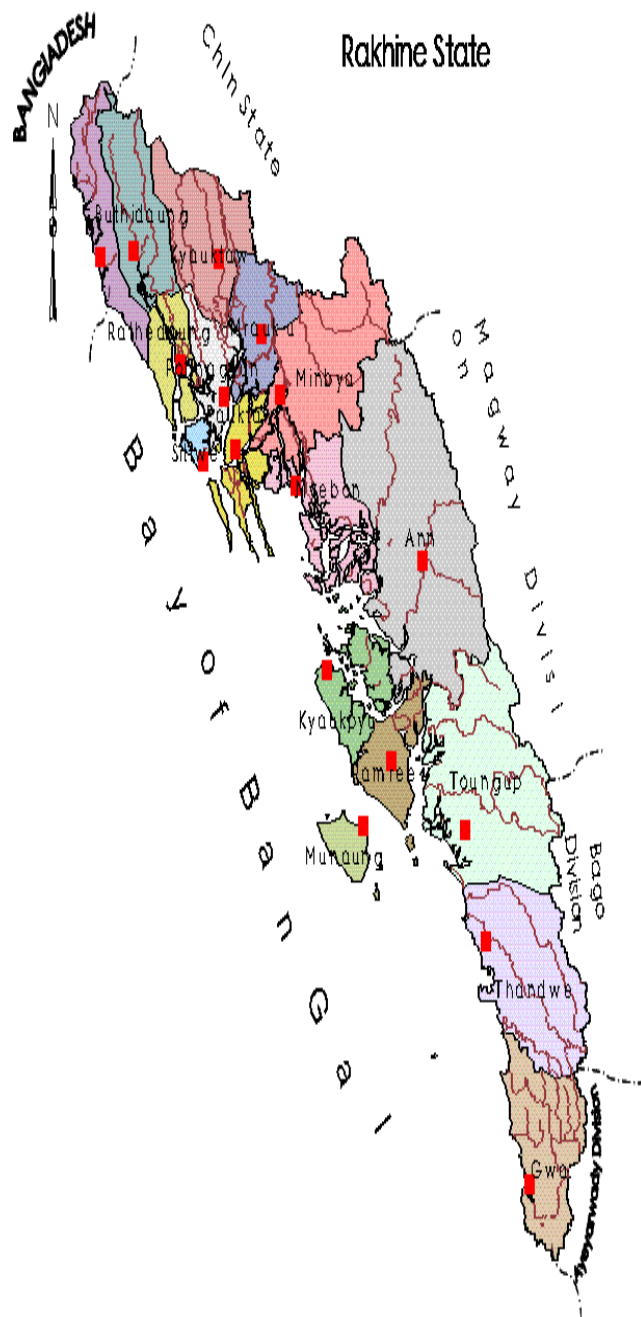 Rakhine State
BANGLADESH
Chin State
N
Buthidaung
Kyauktaw
Rathedaung
Mrauk-u
Minbya
Ann
Magway Division
Kyaukpyu
Ramree
Toungup
Munaung
Bago
Division
Thandwe
Gwa
Ayeyarwady Division
Bay of Bangal